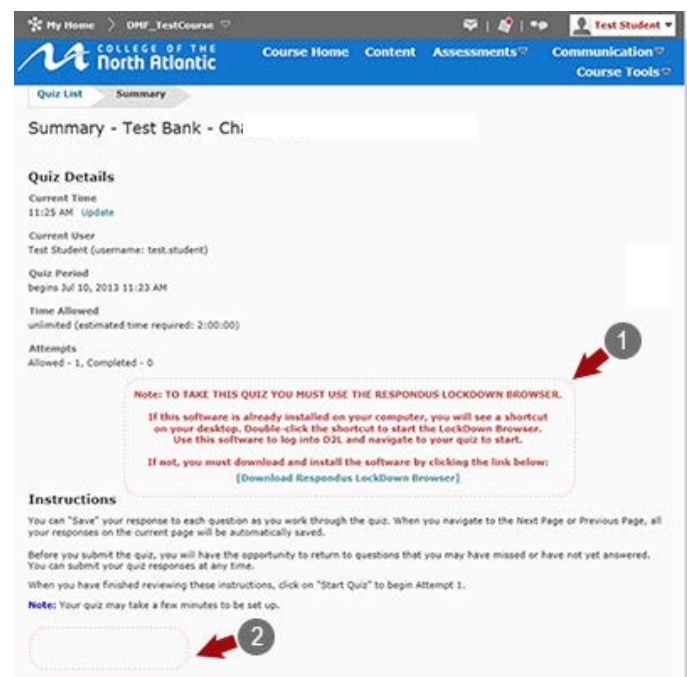 My Home DMF_TestCourse Test Student
COLLEGE OF THE
North Atlantic
Course Home Content Assessments Communication
Course Tools
Quiz List Summary
Summary - Test Bank - Cha
Quiz Details
Current Time
11:25 AM Update
Current User
Test Student (username: test.student)
Quiz Period
begins Jul 10, 2013 11:23 AM
Time Allowed
unlimited (estimated time required: 2:00:00)
Attempts
Allowed - 1, Completed - 0
1
Note: TO TAKE THIS QUIZ YOU MUST USE THE RESPONDUS LOCKDOWN BROWSER.
If this software is already installed on your computer, you will see a shortcut
on your desktop. Double-click the shortcut to start the LockDown Browser.
Use this software to log into D2L and navigate to your quiz to start.
If not, you must download and install the software by clicking the link below:
[Download Respondus LockDown Browser]
Instructions
You can "Save" your response to each question as you work through the quiz. When you navigate to the Next Page or Previous Page, all
your responses on the current page will be automatically saved.
Before you submit the quiz, you will have the opportunity to return to questions that you may have missed or have not yet answered.
You can submit your quiz responses at any time.
When you have finished reviewing these instructions, click on "Start Quiz" to begin Attempt 1.
Note: Your quiz may take a few minutes to be set up.
2